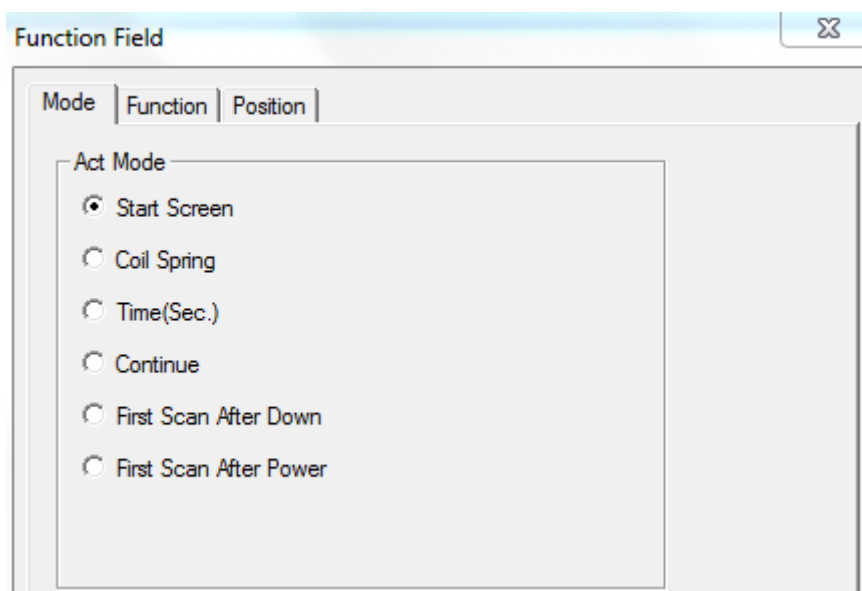 Function Field
Mode Function Position
Act Mode
Start Screen
Coil Spring
Time(Sec.)
Continue
First Scan After Down
First Scan After Power